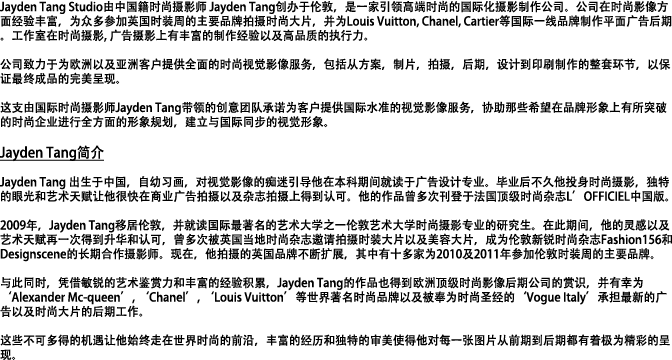 Jayden Tang Studio由中国籍时尚摄影师 Jayden Tang创办于伦敦，是一家引领高端时尚的国际化摄影制作公司。公司在时尚影像方
面经验丰富，为众多参加英国时装周的主要品牌拍摄时尚大片，并为Louis Vuitton, Chanel, Cartier等国际一线品牌制作平面广告后期
。工作室在时尚摄影, 广告摄影上有丰富的制作经验以及高品质的执行力。
公司致力于为欧洲以及亚洲客户提供全面的时尚视觉影像服务，包括从方案，制片，拍摄，后期，设计到印刷制作的整套环节，以保
证最终成品的完美呈现。
这支由国际时尚摄影师Jayden Tang带领的创意团队承诺为客户提供国际水准的视觉影像服务，协助那些希望在品牌形象上有所突破
的时尚企业进行全方面的形象规划，建立与国际同步的视觉形象。
Jayden Tang简介
Jayden Tang 出生于中国，自幼习画，对视觉影像的痴迷引导他在本科期间就读于广告设计专业。毕业后不久他投身时尚摄影，独特
的眼光和艺术天赋让他很快在商业广告拍摄以及杂志拍摄上得到认可。他的作品曾多次刊登于法国顶级时尚杂志L’OFFICIEL中国版。
2009年，Jayden Tang移居伦敦，并就读国际最著名的艺术大学之一伦敦艺术大学时尚摄影专业的研究生。在此期间，他的灵感以及
艺术天赋再一次得到升华和认可，曾多次被英国当地时尚杂志邀请拍摄时装大片以及美容大片，成为伦敦新锐时尚杂志Fashion156和
Designscene的长期合作摄影师。现在，他拍摄的英国品牌不断扩展，其中有十多家为2010及2011年参加伦敦时装周的主要品牌。
与此同时，凭借敏锐的艺术鉴赏力和丰富的经验积累，Jayden Tang的作品也得到欧洲顶级时尚影像后期公司的赏识，并有幸为
‘Alexander Mc-queen’，‘Chanel’，‘Louis Vuitton’等世界著名时尚品牌以及被奉为时尚圣经的‘Vogue Italy’承担最新的广
告以及时尚大片的后期工作。
这些不可多得的机遇让他始终走在世界时尚的前沿，丰富的经历和独特的审美使得他对每一张图片从前期到后期都有着极为精彩的呈
现。